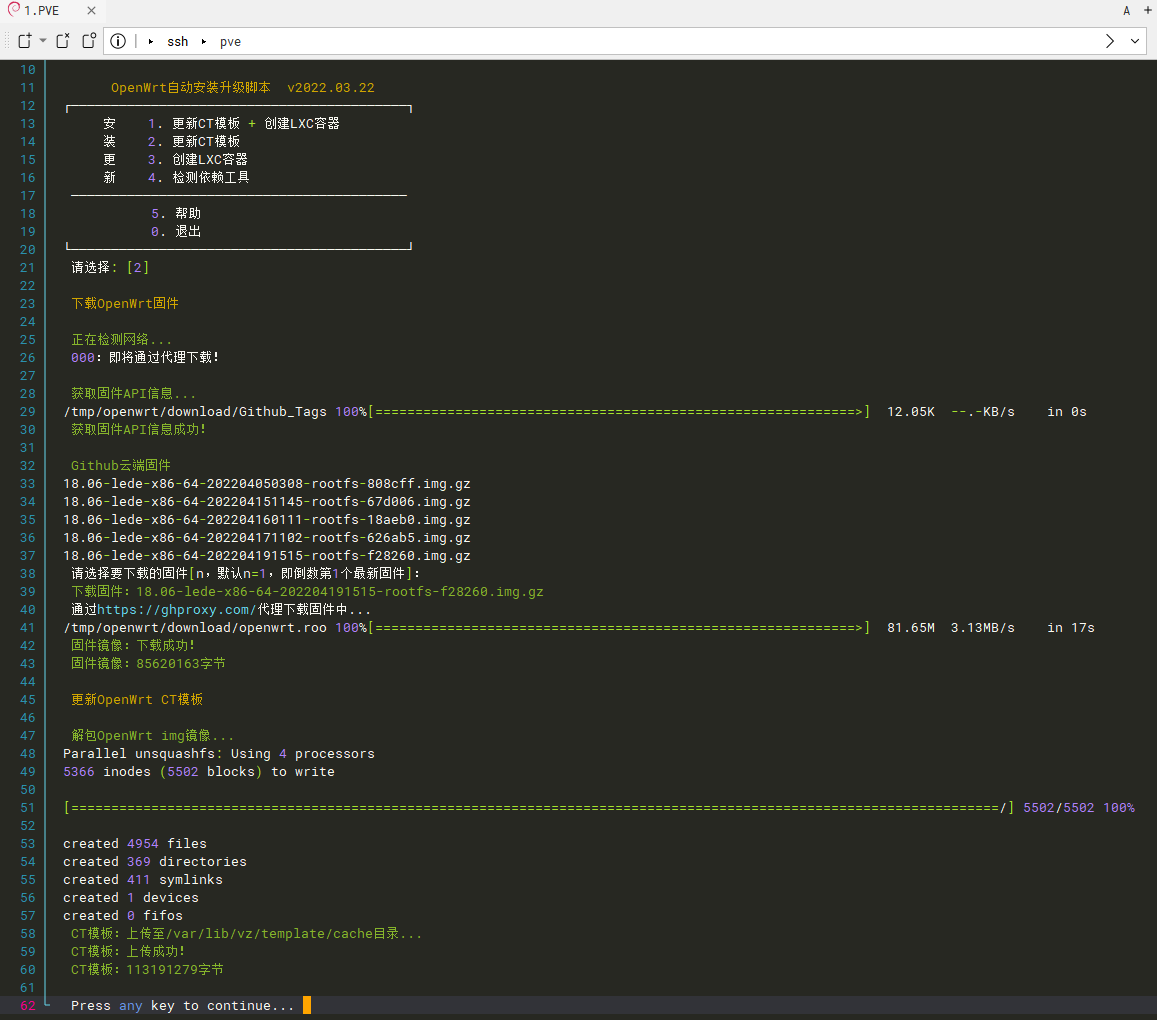 1.PVE
A
ssh pve
10
11 OpenWrt自动安装升级脚本 v2022.03.22
12
13 安 1. 更新CT模板 + 创建LXC容器
14 装 2. 更新CT模板
15 更 3. 创建LXC容器
16 新 4. 检测依赖工具
17
18 5. 帮助
19 0. 退出
20
21 请选择: [2]
22
23 下载OpenWrt固件
24
25 正在检测网络...
26 000: 即将通过代理下载!
27
28 获取固件API信息...
29 /tmp/openwrt/download/Github_Tags 100%[============================================================>] 12.05K --.-KB/s in 0s
30 获取固件API信息成功!
31
32 Github云端固件
33 18.06-lede-x86-64-202204050308-rootfs-808cff.img.gz
34 18.06-lede-x86-64-202204151145-rootfs-67d006.img.gz
35 18.06-lede-x86-64-202204160111-rootfs-18aeb0.img.gz
36 18.06-lede-x86-64-202204171102-rootfs-626ab5.img.gz
37 18.06-lede-x86-64-202204191515-rootfs-f28260.img.gz
38 请选择要下载的固件[n，默认n=1，即倒数第1个最新固件]:
39 下载固件: 18.06-lede-x86-64-202204191515-rootfs-f28260.img.gz
40 通过https://ghproxy.com/代理下载固件中...
41 /tmp/openwrt/download/openwrt.roo 100%[============================================================>] 81.65M 3.13MB/s in 17s
42 固件镜像: 下载成功!
43 固件镜像: 85620163字节
44
45 更新OpenWrt CT模板
46
47 解包OpenWrt img镜像...
48 Parallel unsquashfs: Using 4 processors
49 5366 inodes (5502 blocks) to write
50
51 [====================================================================================================================/] 5502/5502 100%
52
53 created 4954 files
54 created 369 directories
55 created 411 symlinks
56 created 1 devices
57 created 0 fifos
58 CT模板: 上传至/var/lib/vz/template/cache目录...
59 CT模板: 上传成功!
60 CT模板: 113191279字节
61
62 Press any key to continue...